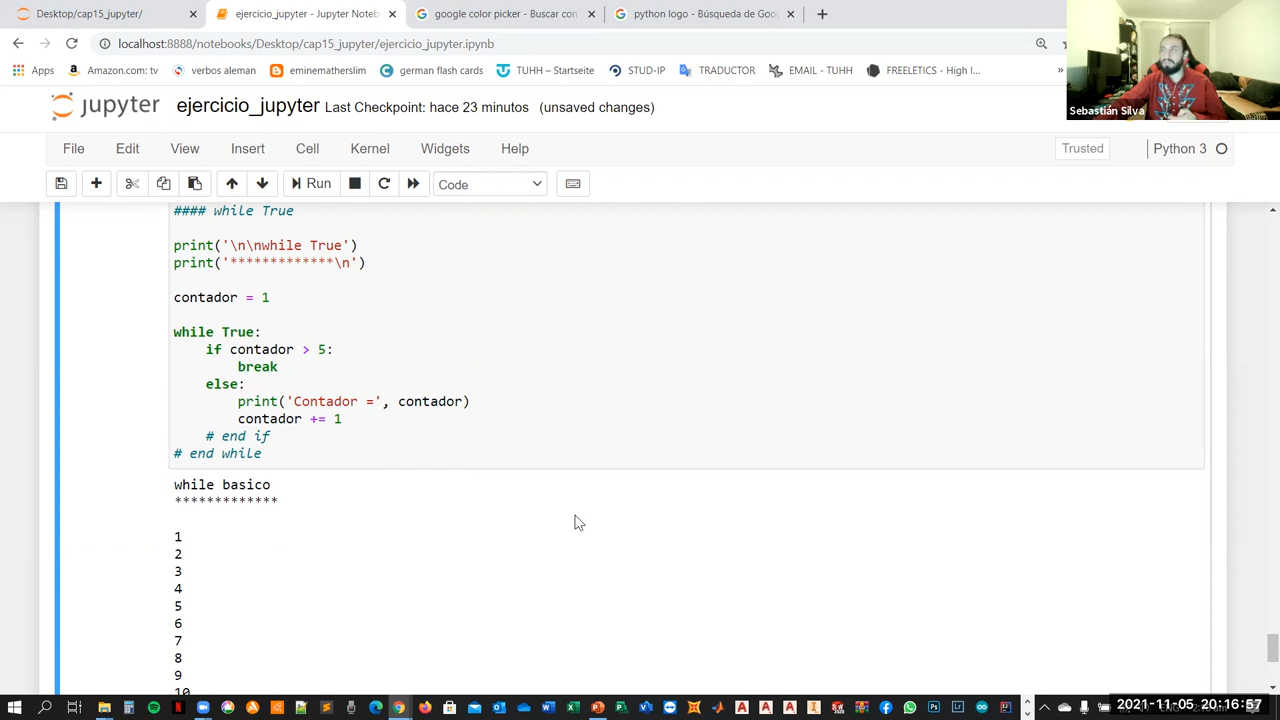 Desktop/cap15_jupyter/
ejercicio_jupyter - Jupyter Noteb
google color picker - Buscar con
python logo - Búsqueda de Goo
localhost:8888/notebooks/Desktop/cap15_jupyter/ejercicio_jupyter.ipynb
Apps Amazon.com: tv verbos aleman eminemathslim german flash cards TUHH – Startseite STUD-IP TRADUCTOR EMAIL - TUHH FREELETICS - High I... »
Sebastián Silva
jupyter ejercicio_jupyter Last Checkpoint: hace 23 minutos (unsaved changes)
File Edit View Insert Cell Kernel Widgets Help Trusted Python 3
Run Code
#### while True
print('\n\nwhile True')
print('*************\n')
contador = 1
while True:
if contador > 5:
break
else:
print('Contador =', contador)
contador += 1
# end if
# end while
while basico
*************
1
2
3
4
5
6
7
8
9
10
2021-11-05 20:16:57